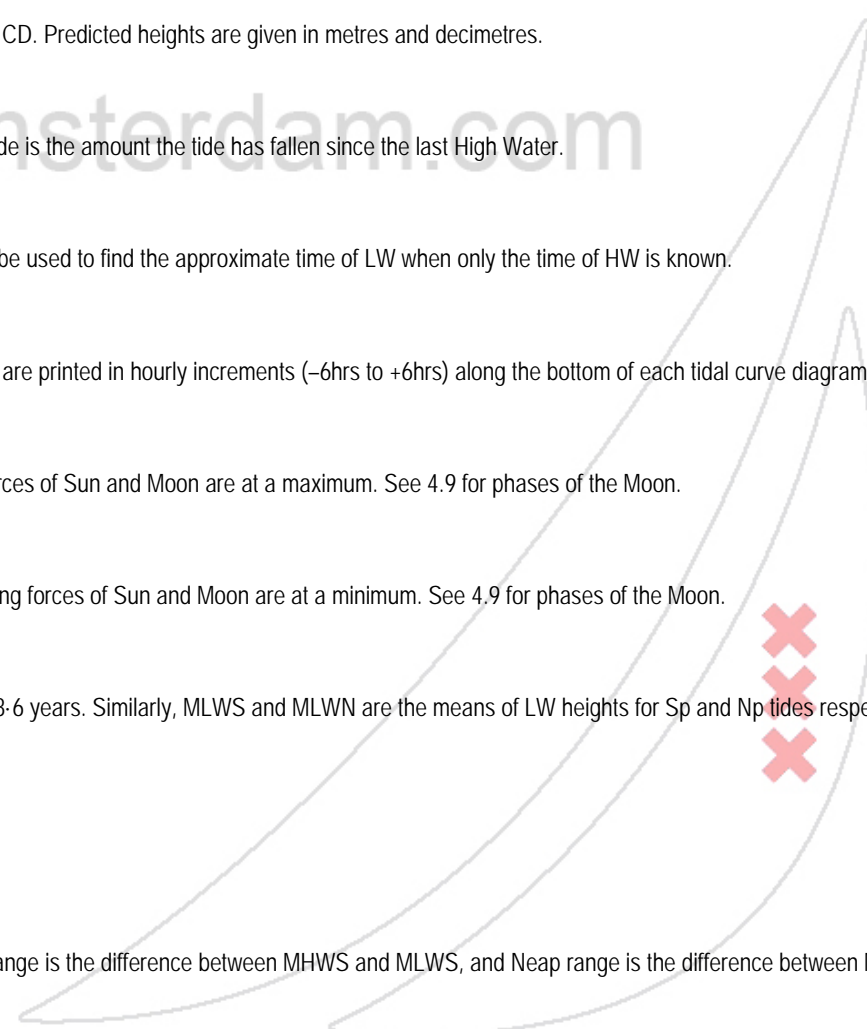 CD. Predicted heights are given in metres and decimetres.
msterdam.com
de is the amount the tide has fallen since the last High Water.
be used to find the approximate time of LW when only the time of HW is known.
are printed in hourly increments (–6hrs to +6hrs) along the bottom of each tidal curve diagram
rces of Sun and Moon are at a maximum. See 4.9 for phases of the Moon.
ng forces of Sun and Moon are at a minimum. See 4.9 for phases of the Moon.
8·6 years. Similarly, MLWS and MLWN are the means of LW heights for Sp and Np tides respe
ange is the difference between MHWS and MLWS, and Neap range is the difference between